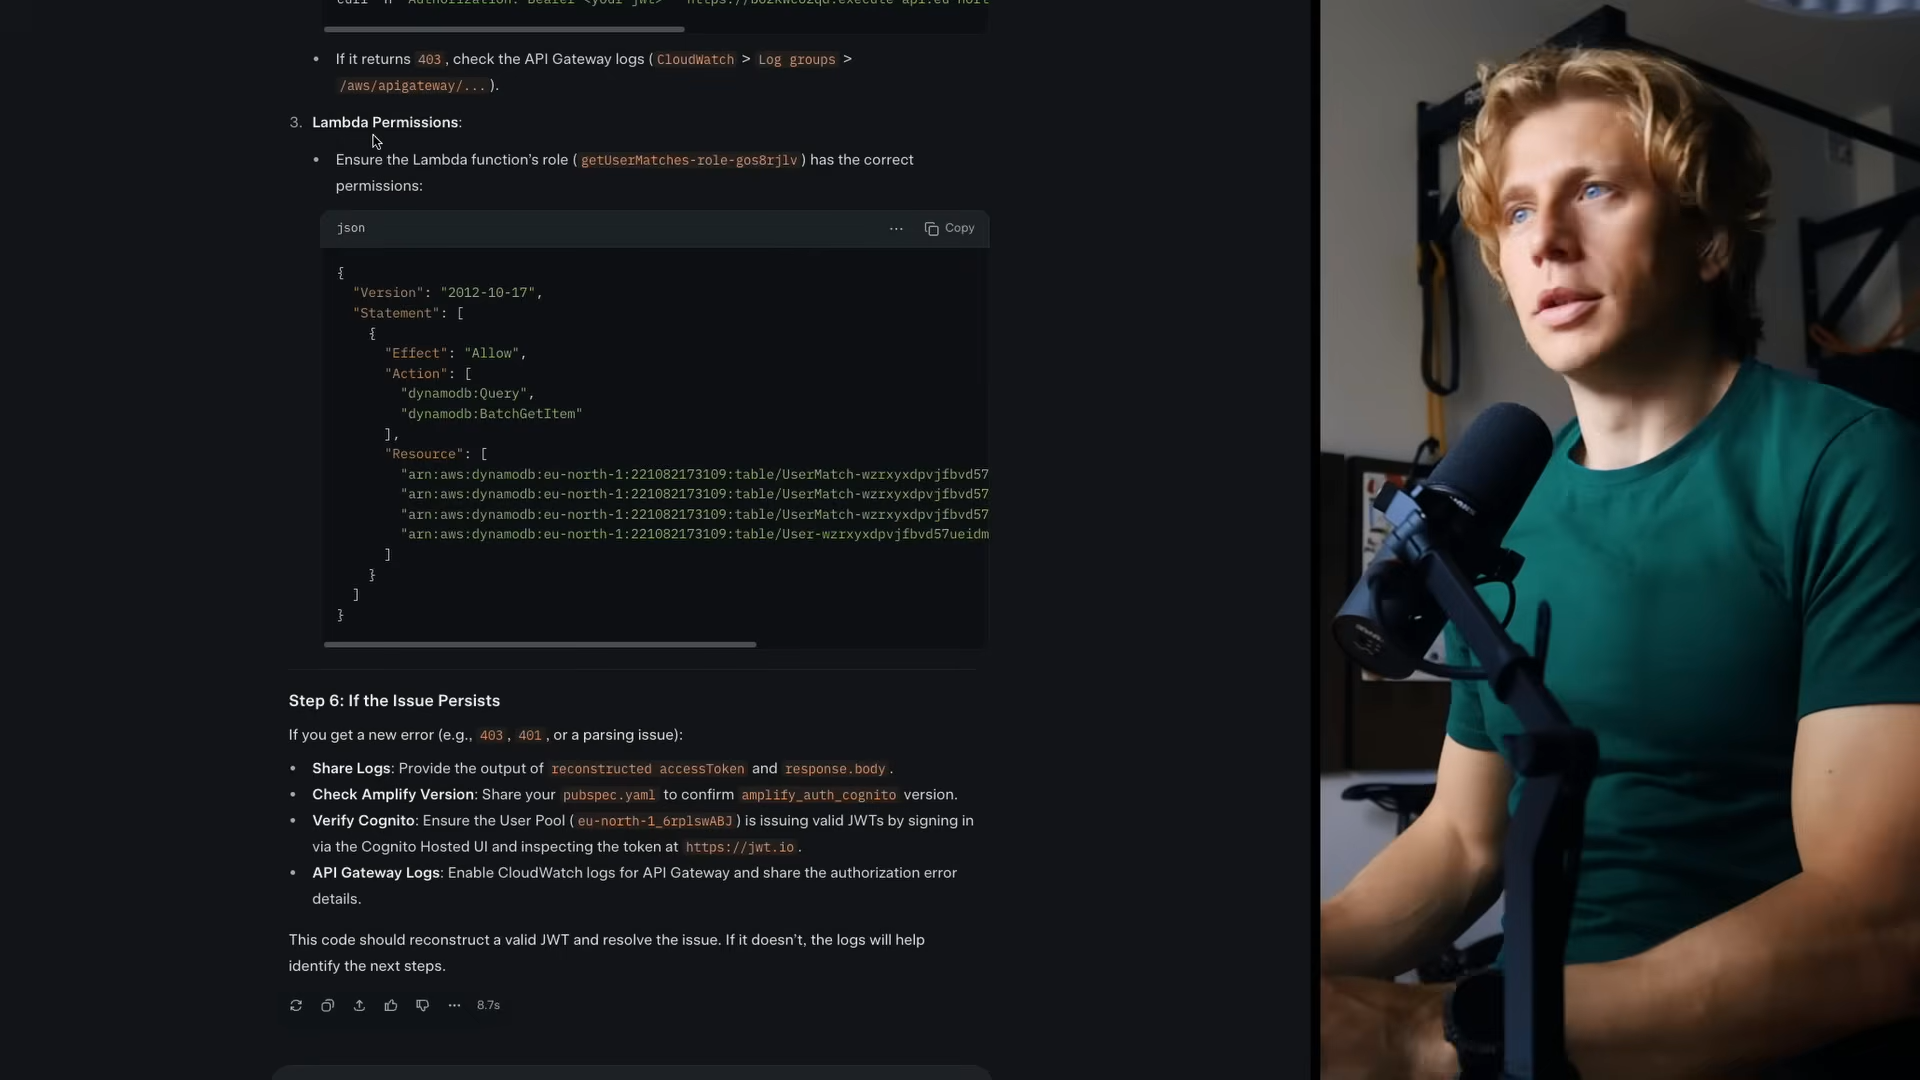 • If it returns 403, check the API Gateway logs ( CloudWatch > Log groups >
/aws/apigateway/... ).
3. Lambda Permissions:
• Ensure the Lambda function's role ( getUserMatches-role-gos8rjlv ) has the correct
permissions:
json ... Copy
{
"Version": "2012-10-17",
"Statement": [
{
"Effect": "Allow",
"Action": [
"dynamodb:Query",
"dynamodb:BatchGetItem"
],
"Resource": [
"arn:aws:dynamodb:eu-north-1:221082173109:table/UserMatch-wzrxyxdpvjfbvd57
"arn:aws:dynamodb:eu-north-1:221082173109:table/UserMatch-wzrxyxdpvjfbvd57
"arn:aws:dynamodb:eu-north-1:221082173109:table/UserMatch-wzrxyxdpvjfbvd57
"arn:aws:dynamodb:eu-north-1:221082173109:table/User-wzrxyxdpvjfbvd57ueidm
]
}
]
}
Step 6: If the Issue Persists
If you get a new error (e.g., 403, 401, or a parsing issue):
• Share Logs: Provide the output of reconstructed accessToken and response.body.
• Check Amplify Version: Share your pubspec.yaml to confirm amplify_auth_cognito version.
• Verify Cognito: Ensure the User Pool ( eu-north-1_6rplswABJ ) is issuing valid JWTs by signing in
via the Cognito Hosted UI and inspecting the token at https://jwt.io.
• API Gateway Logs: Enable CloudWatch logs for API Gateway and share the authorization error
details.
This code should reconstruct a valid JWT and resolve the issue. If it doesn't, the logs will help
identify the next steps.
... 8.7s